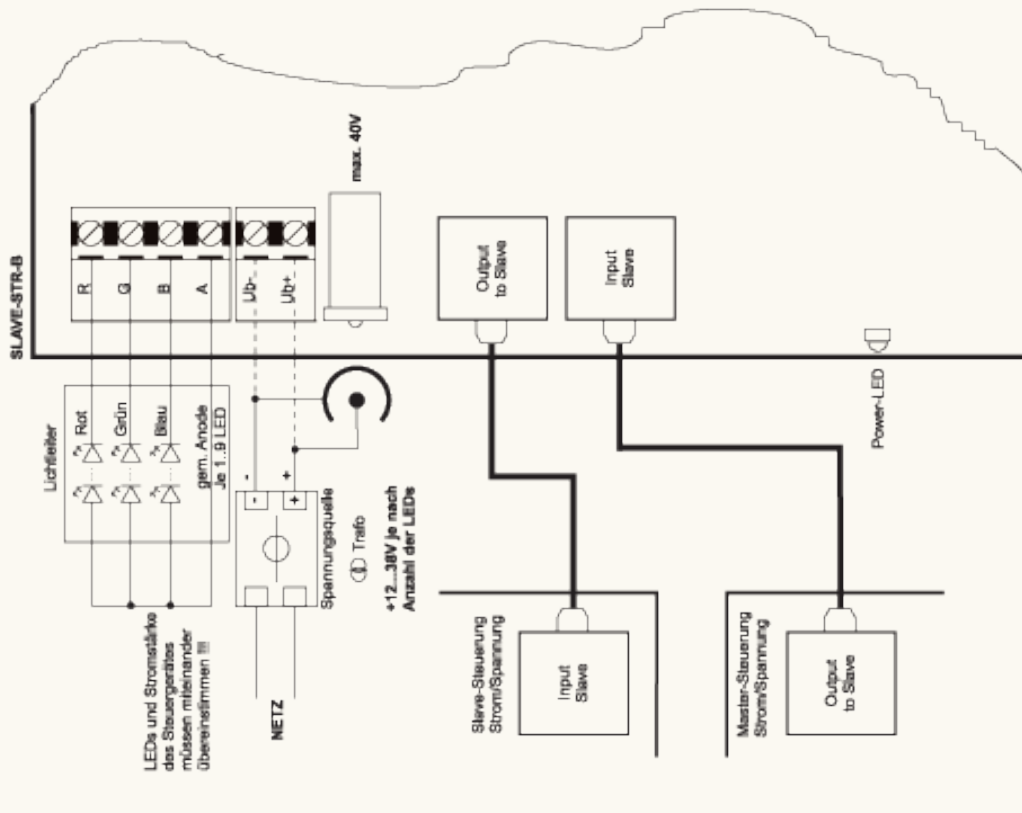 SLAVE-STR-B
R
G
B
A
Ub-
Ub+
max. 40V
Output
to Slave
Input
Slave
Power-LED
Lichtleiter
Rot
Grün
Blau
gem. Anode
Je 1..9 LED
LEDs und Stromstärke
des Steuergerätes
müssen miteinander
übereinstimmen !!!
NETZ
-
+
-
+
Spannungsquelle
Trafo
+12...38V je nach
Anzahl der LEDs
Slave-Steuerung
Strom/Spannung
Input
Slave
Master-Steuerung
Strom/Spannung
Output
to Slave